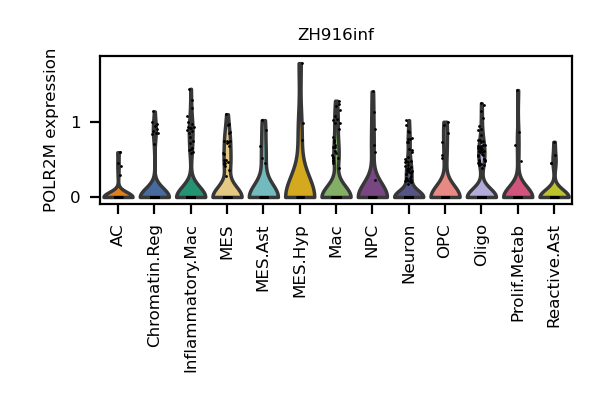 ZH916inf
POLR2M expression
1
0
AC
Chromatin.Reg
Inflammatory.Mac
MES
MES.Ast
MES.Hyp
Mac
NPC
Neuron
OPC
Oligo
Prolif.Metab
Reactive.Ast